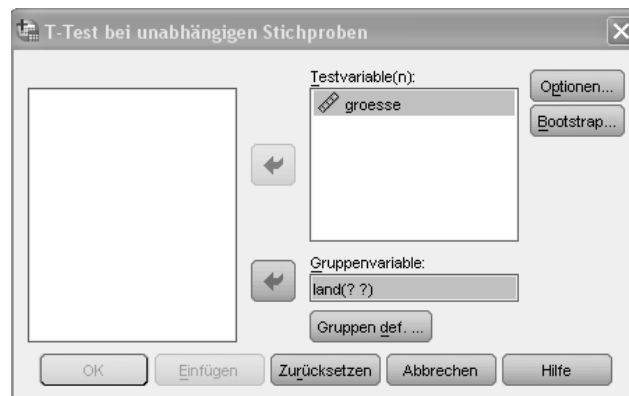 T-Test bei unabhängigen Stichproben
Testvariable(n):
groesse
Optionen...
Bootstrap...
Gruppenvariable:
land(? ?)
Gruppen def. ...
OK
Einfügen
Zurücksetzen
Abbrechen
Hilfe